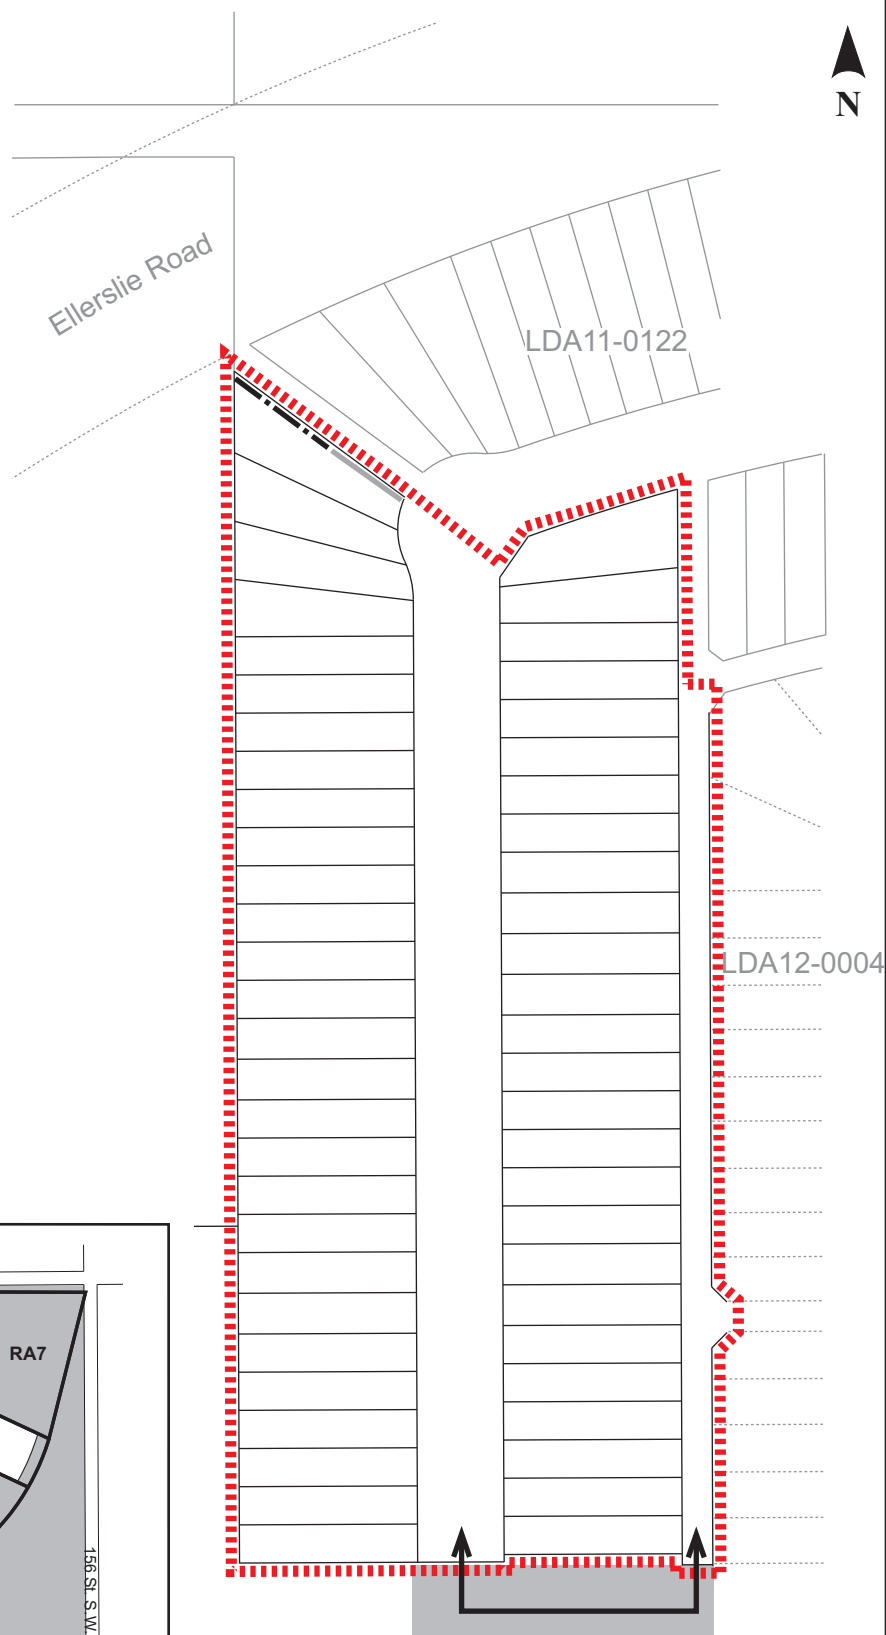 N
Ellerslie Road
LDA11-0122
LDA12-0004
RA7
156 St. S.W.